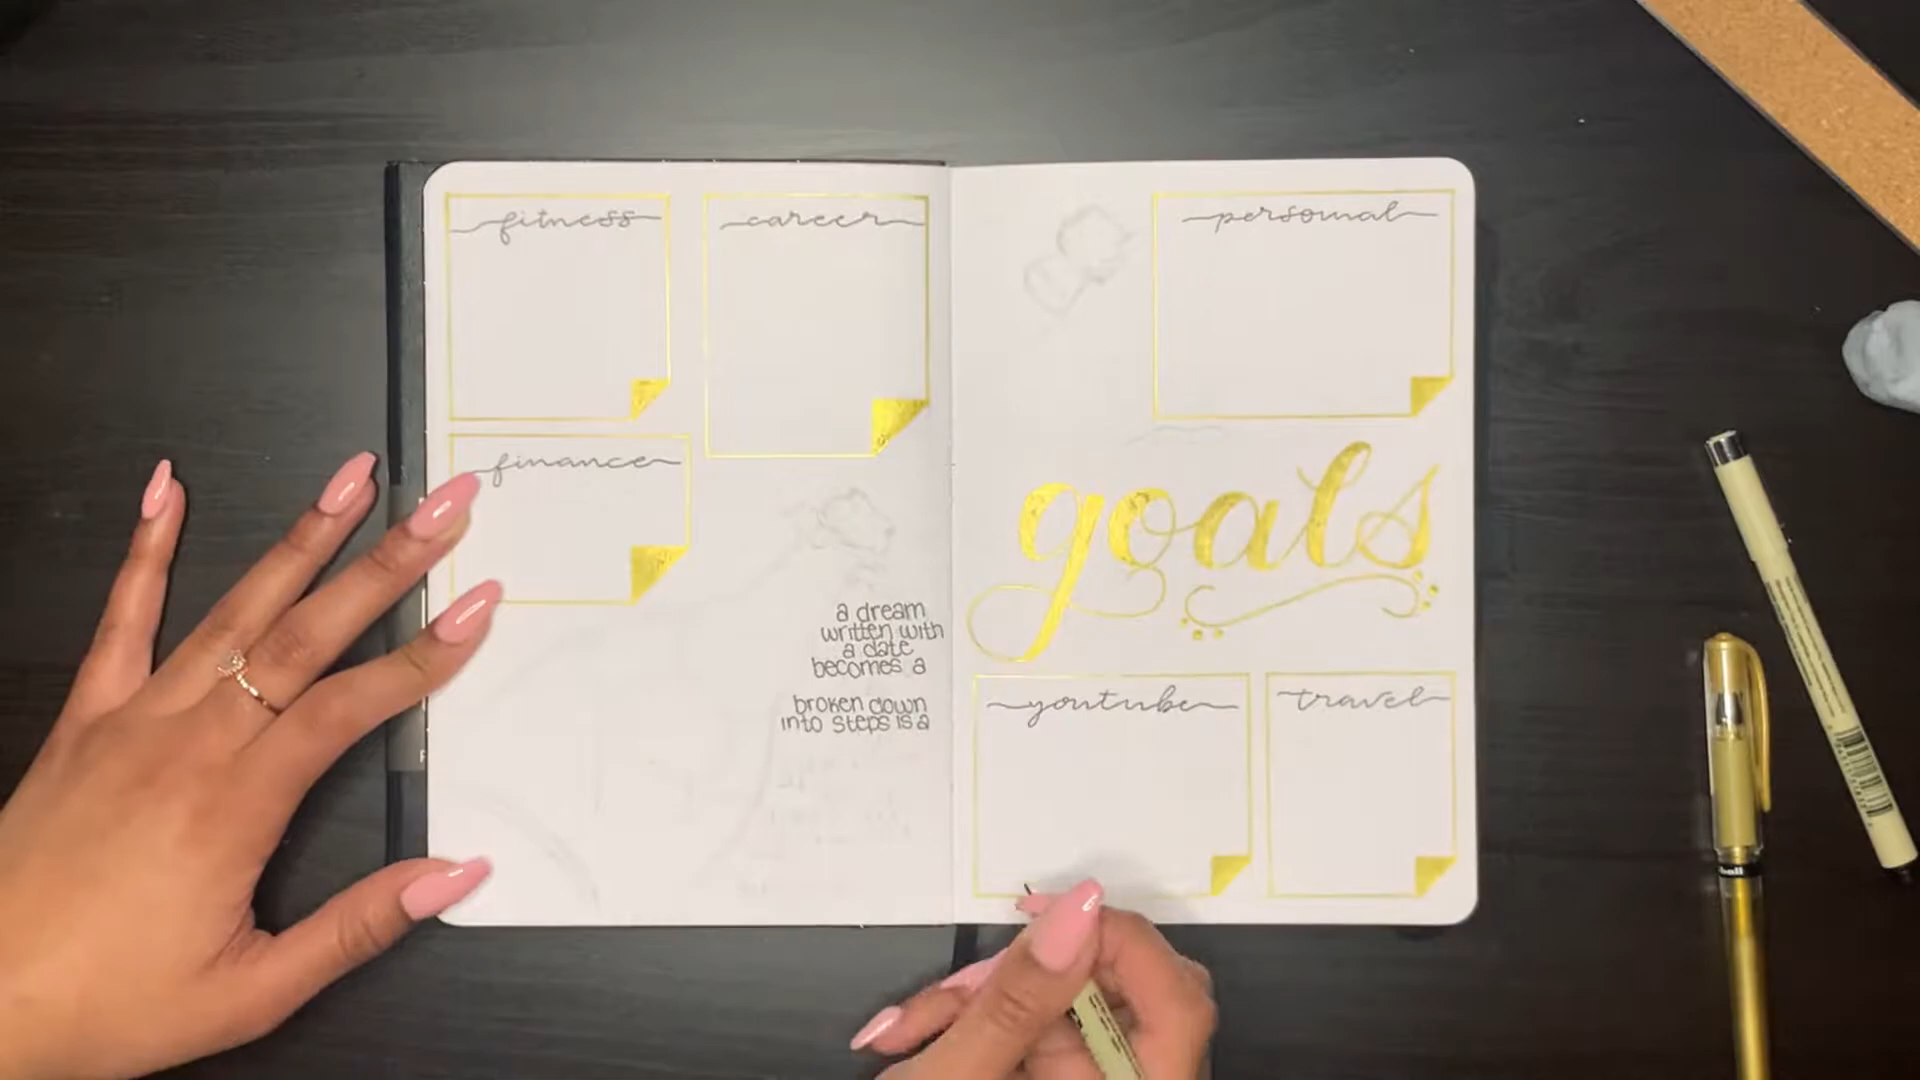 fitness
career
finance
a dream
written with
a date
becomes a
broken down
into steps is a
personal
goals
youtube
travel